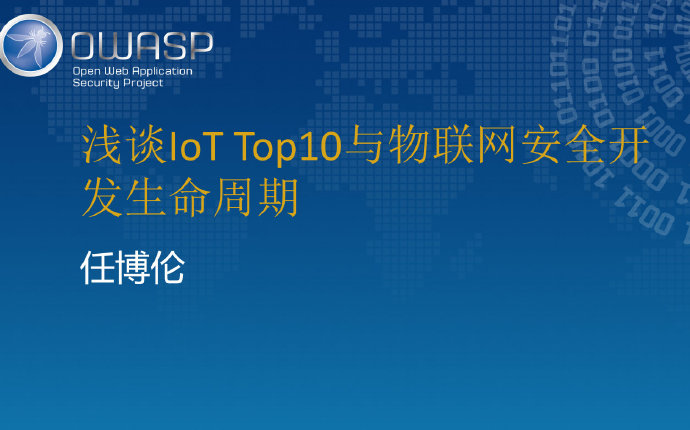 OWASP
Open Web Application
Security Project
浅谈IoT Top10与物联网安全开
发生命周期
任博伦